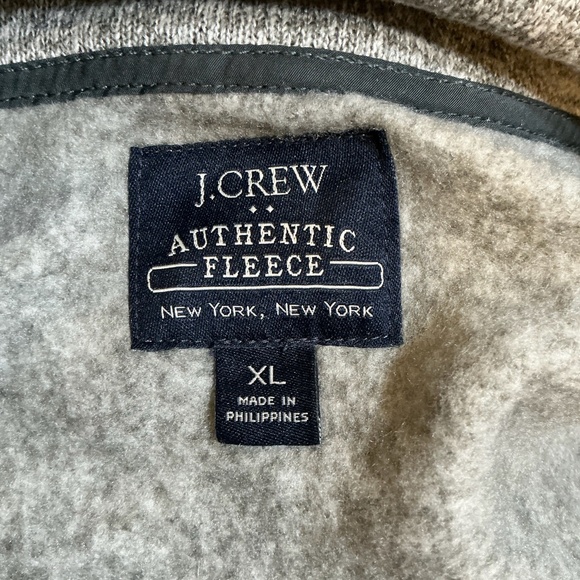 J.CREW
AUTHENTIC
FLEECE
NEW YORK, NEW YORK
XL
MADE IN
PHILIPPINES